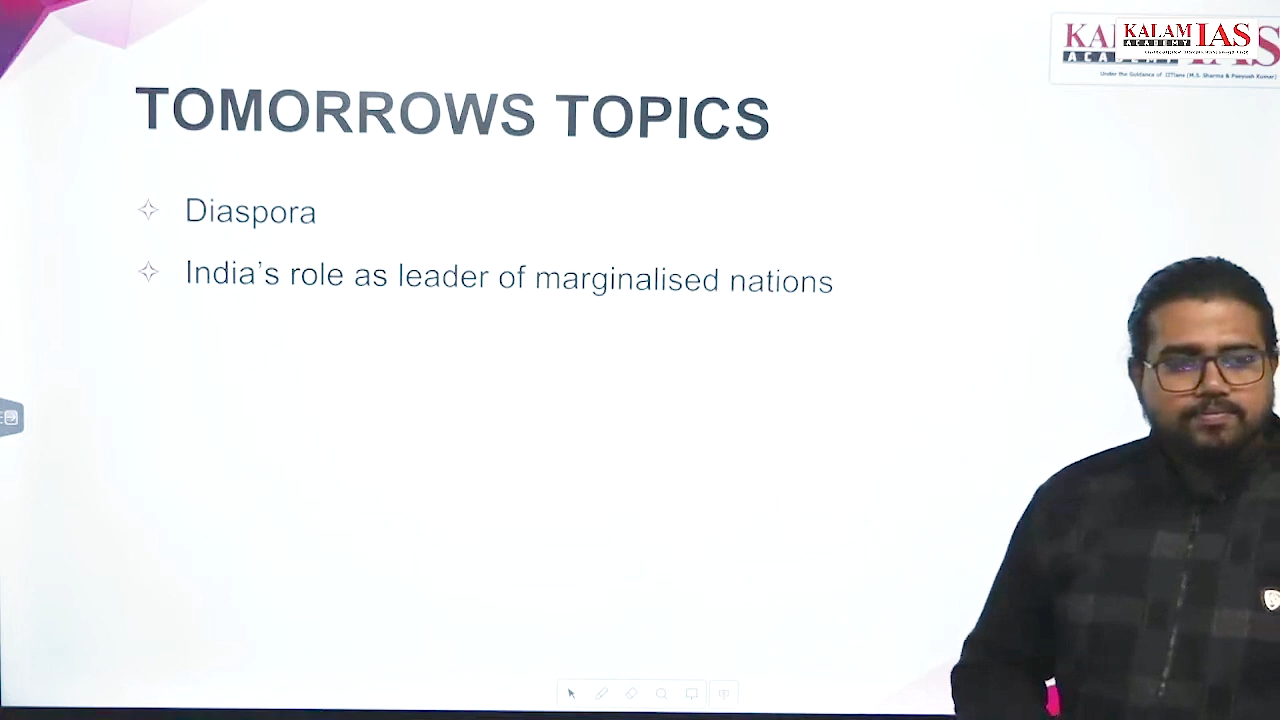 TOMORROWS TOPICS
Diaspora
India's role as leader of marginalised nations
KALAM IAS
ACADEMY
Under the Guidance of IITians (M.S. Sharma & Peeyush Kumar)